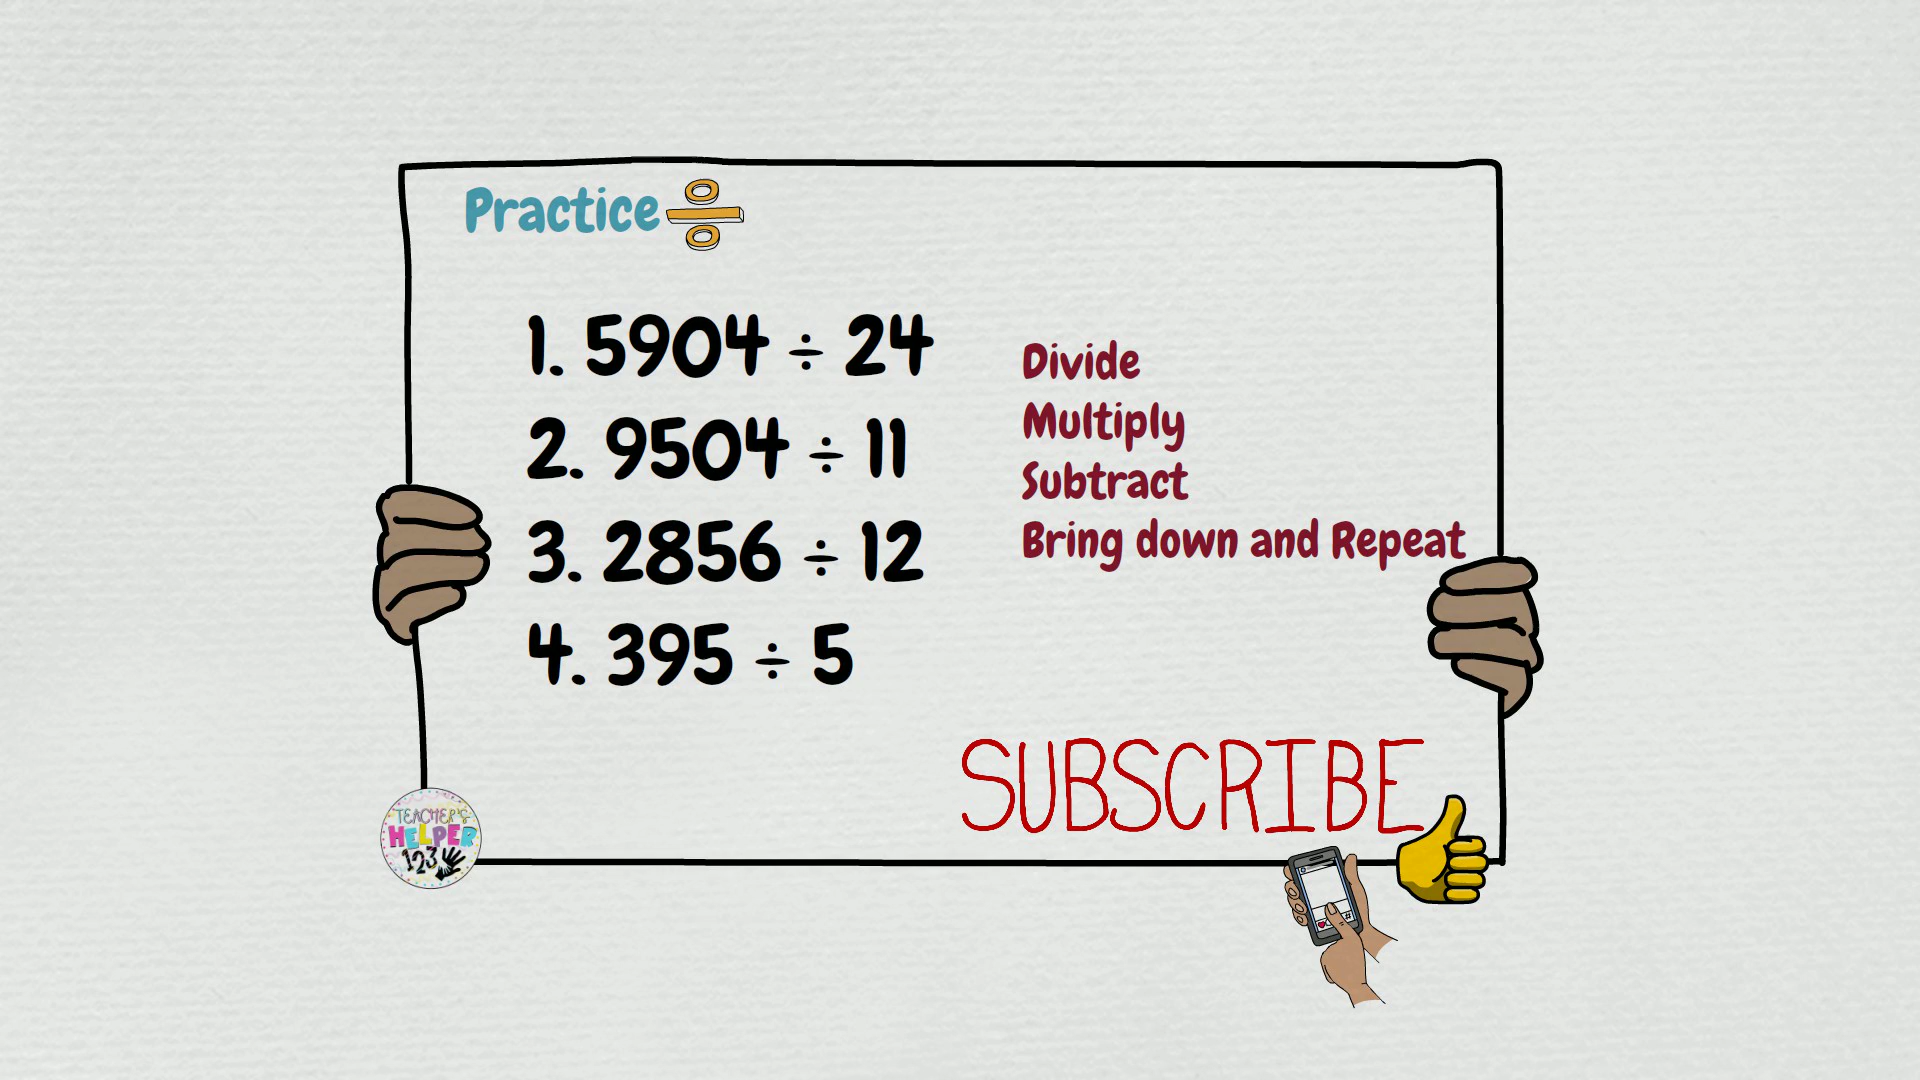 Practice ÷
1. 5904 ÷ 24
2. 9504 ÷ 11
3. 2856 ÷ 12
4. 395 ÷ 5
Divide
Multiply
Subtract
Bring down and Repeat
SUBSCRIBE
TEACHER'S
HELPER
123